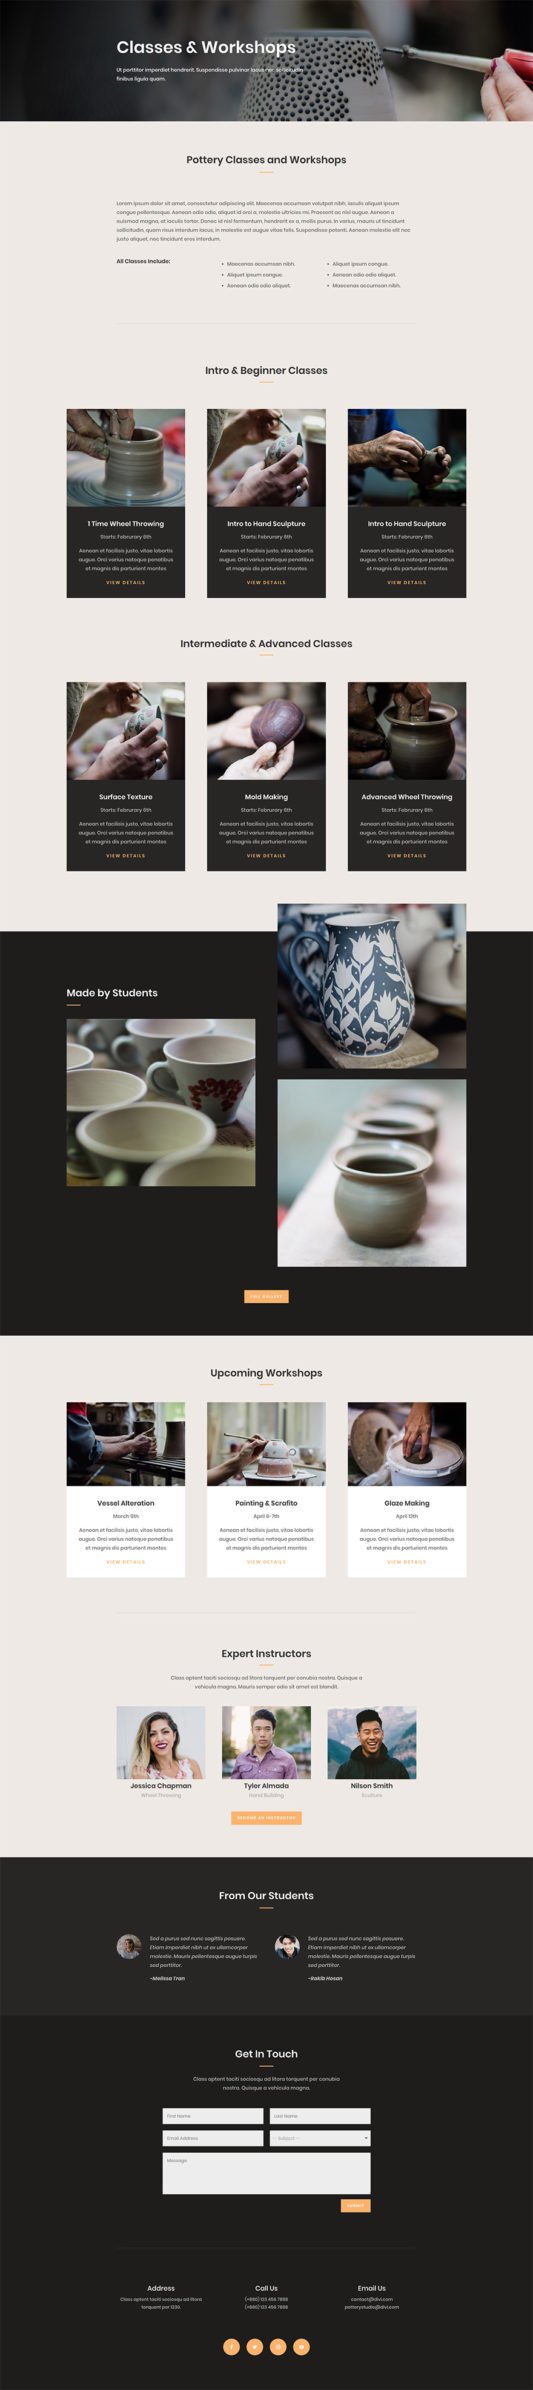 Classes & Workshops
Ut porttitor imperdiet hendrerit. Suspendisse pulvinar lacus nec sollicitudin
finibus ligula quam.
Pottery Classes and Workshops
Lorem ipsum dolor sit amet, consectetur adipiscing elit. Maecenas accumsan volutpat nibh, iaculis aliquet ipsum
congue pellentesque. Aenean odio odio, aliquet id orci a, molestie ultricies mi. Praesent ac nisl augue. Aenean a
euismod magna, et iaculis tortor. Donec id nisl fermentum, hendrerit ex a, mollis purus. In varius, mauris ut tincidunt
sollicitudin, quam risus interdum lacus, in molestie est augue vitae felis. Suspendisse potenti. Aenean molestie elit nec
justo aliquet, nec tincidunt eros interdum.
All Classes Include:
• Maecenas accumsan nibh.
• Aliquet ipsum congue.
• Aenean odio odio aliquet.
• Aliquet ipsum congue.
• Aenean odio odio aliquet.
• Maecenas accumsan nibh.
Intro & Beginner Classes
1 Time Wheel Throwing
Starts: Februrary 6th
Aenean et facilisis justo, vitae lobortis
augue. Orci varius natoque penatibus
et magnis dis parturient montes
VIEW DETAILS
Intro to Hand Sculpture
Starts: Februrary 6th
Aenean et facilisis justo, vitae lobortis
augue. Orci varius natoque penatibus
et magnis dis parturient montes
VIEW DETAILS
Intro to Hand Sculpture
Starts: Februrary 6th
Aenean et facilisis justo, vitae lobortis
augue. Orci varius natoque penatibus
et magnis dis parturient montes
VIEW DETAILS
Intermediate & Advanced Classes
Surface Texture
Starts: Februrary 6th
Aenean et facilisis justo, vitae lobortis
augue. Orci varius natoque penatibus
et magnis dis parturient montes
VIEW DETAILS
Mold Making
Starts: Februrary 6th
Aenean et facilisis justo, vitae lobortis
augue. Orci varius natoque penatibus
et magnis dis parturient montes
VIEW DETAILS
Advanced Wheel Throwing
Starts: Februrary 6th
Aenean et facilisis justo, vitae lobortis
augue. Orci varius natoque penatibus
et magnis dis parturient montes
VIEW DETAILS
Made by Students
FULL GALLERY
Upcoming Workshops
Vessel Alteration
March 9th
Aenean et facilisis justo, vitae lobortis
augue. Orci varius natoque penatibus
et magnis dis parturient montes
VIEW DETAILS
Painting & Scrafito
April 6-7th
Aenean et facilisis justo, vitae lobortis
augue. Orci varius natoque penatibus
et magnis dis parturient montes
VIEW DETAILS
Glaze Making
April 12th
Aenean et facilisis justo, vitae lobortis
augue. Orci varius natoque penatibus
et magnis dis parturient montes
VIEW DETAILS
Expert Instructors
Class aptent taciti sociosqu ad litora torquent per conubia nostra. Quisque a
vehicula magna. Mauris semper odio sit amet est blandit.
Jessica Chapman
Wheel Throwing
Tyler Almada
Hand Building
Nilson Smith
Sculture
BECOME AN INSTRUCTOR
From Our Students
Sed a purus sed nunc sagittis posuere.
Etiam imperdiet nibh ut ex ullamcorper
molestie. Mauris pellentesque augue turpis
sed porttitor.
~Melissa Tran
Sed a purus sed nunc sagittis posuere.
Etiam imperdiet nibh ut ex ullamcorper
molestie. Mauris pellentesque augue turpis
sed porttitor.
~Rakib Hosan
Get In Touch
Class aptent taciti sociosqu ad litora torquent per conubia
nostra. Quisque a vehicula magna.
First Name
Last Name
Email Address
-- Subject --
Message
SUBMIT
Address
Class aptent taciti sociosqu ad litora
torquent per 1230.
Call Us
(+880) 123 456 7898
(+880) 123 456 7898
Email Us
contact@divi.com
potterystudio@divi.com